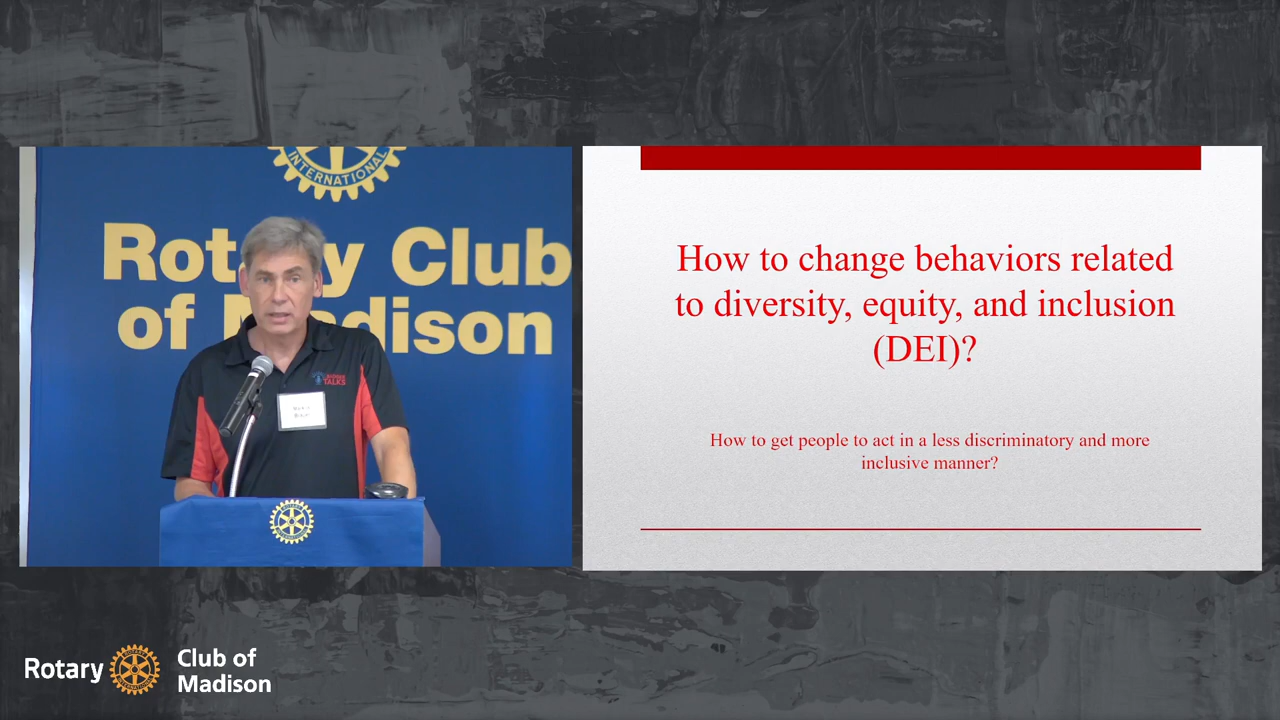 INTERNATIONAL
Rotary Club
of Madison
TALKS
How to change behaviors related
to diversity, equity, and inclusion
(DEI)?
How to get people to act in a less discriminatory and more
inclusive manner?
Rotary
Club of
Madison